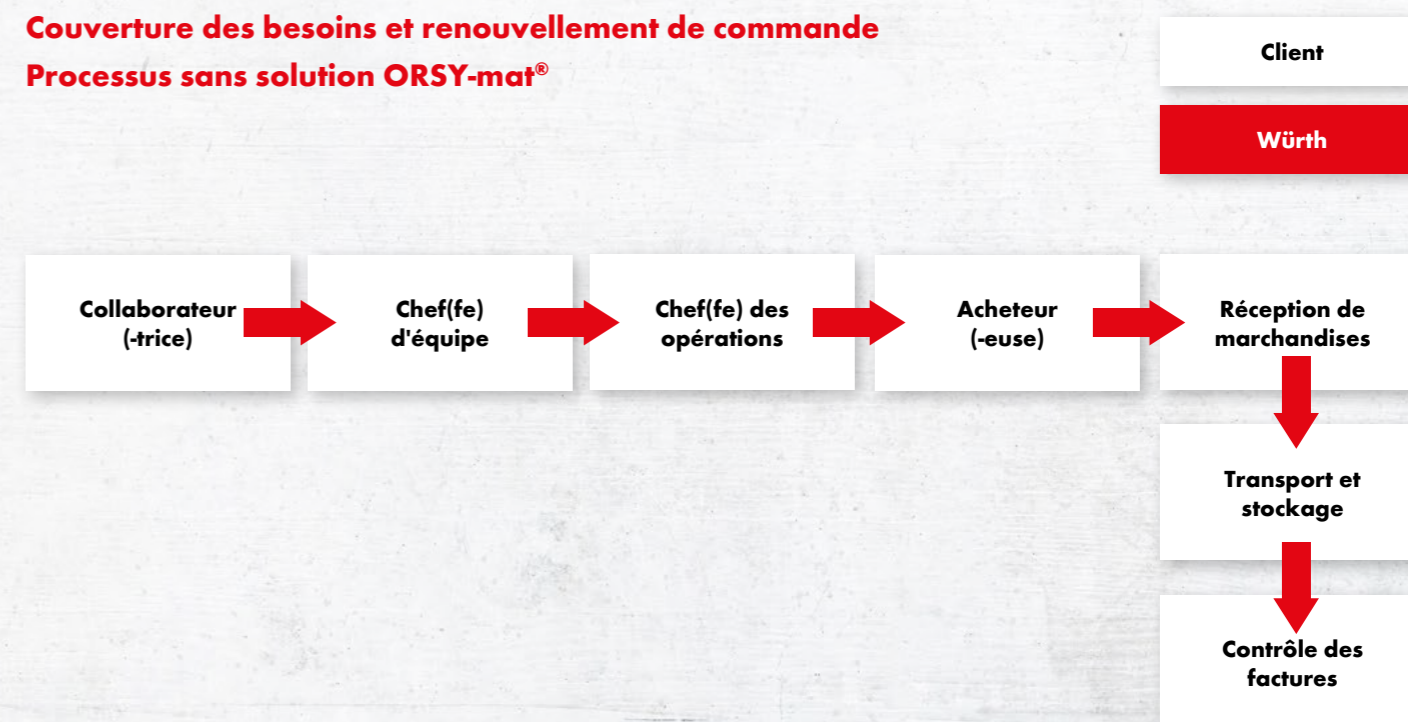 Couverture des besoins et renouvellement de commande
Processus sans solution ORSY-mat®
Client
Würth
Collaborateur
(-trice)
Chef(fe)
d'équipe
Chef(fe) des
opérations
Acheteur
(-euse)
Réception de
marchandises
Transport et
stockage
Contrôle des
factures